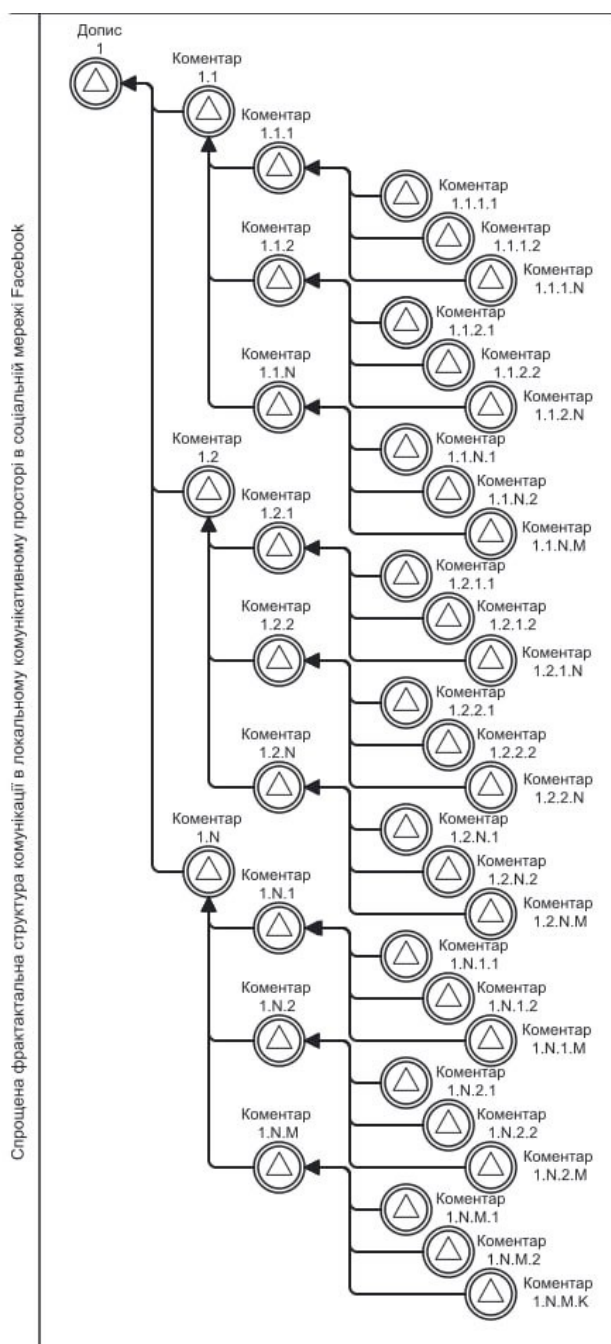 Спрощена фрактактальна структура комунікації в локальному комунікативному просторі в соціальній мережі Facebook
Допис
1
Коментар
1.1
Коментар
1.1.1
Коментар
1.1.1.1
Коментар
1.1.1.2
Коментар
1.1.1.N
Коментар
1.1.2
Коментар
1.1.2.1
Коментар
1.1.2.2
Коментар
1.1.2.N
Коментар
1.1.N
Коментар
1.1.N.1
Коментар
1.1.N.2
Коментар
1.1.N.M
Коментар
1.2
Коментар
1.2.1
Коментар
1.2.1.1
Коментар
1.2.1.2
Коментар
1.2.1.N
Коментар
1.2.2
Коментар
1.2.2.1
Коментар
1.2.2.2
Коментар
1.2.2.N
Коментар
1.2.N
Коментар
1.2.N.1
Коментар
1.2.N.2
Коментар
1.2.N.M
Коментар
1.N
Коментар
1.N.1
Коментар
1.N.1.1
Коментар
1.N.1.2
Коментар
1.N.1.M
Коментар
1.N.2
Коментар
1.N.2.1
Коментар
1.N.2.2
Коментар
1.N.2.M
Коментар
1.N.M
Коментар
1.N.M.1
Коментар
1.N.M.2
Коментар
1.N.M.K